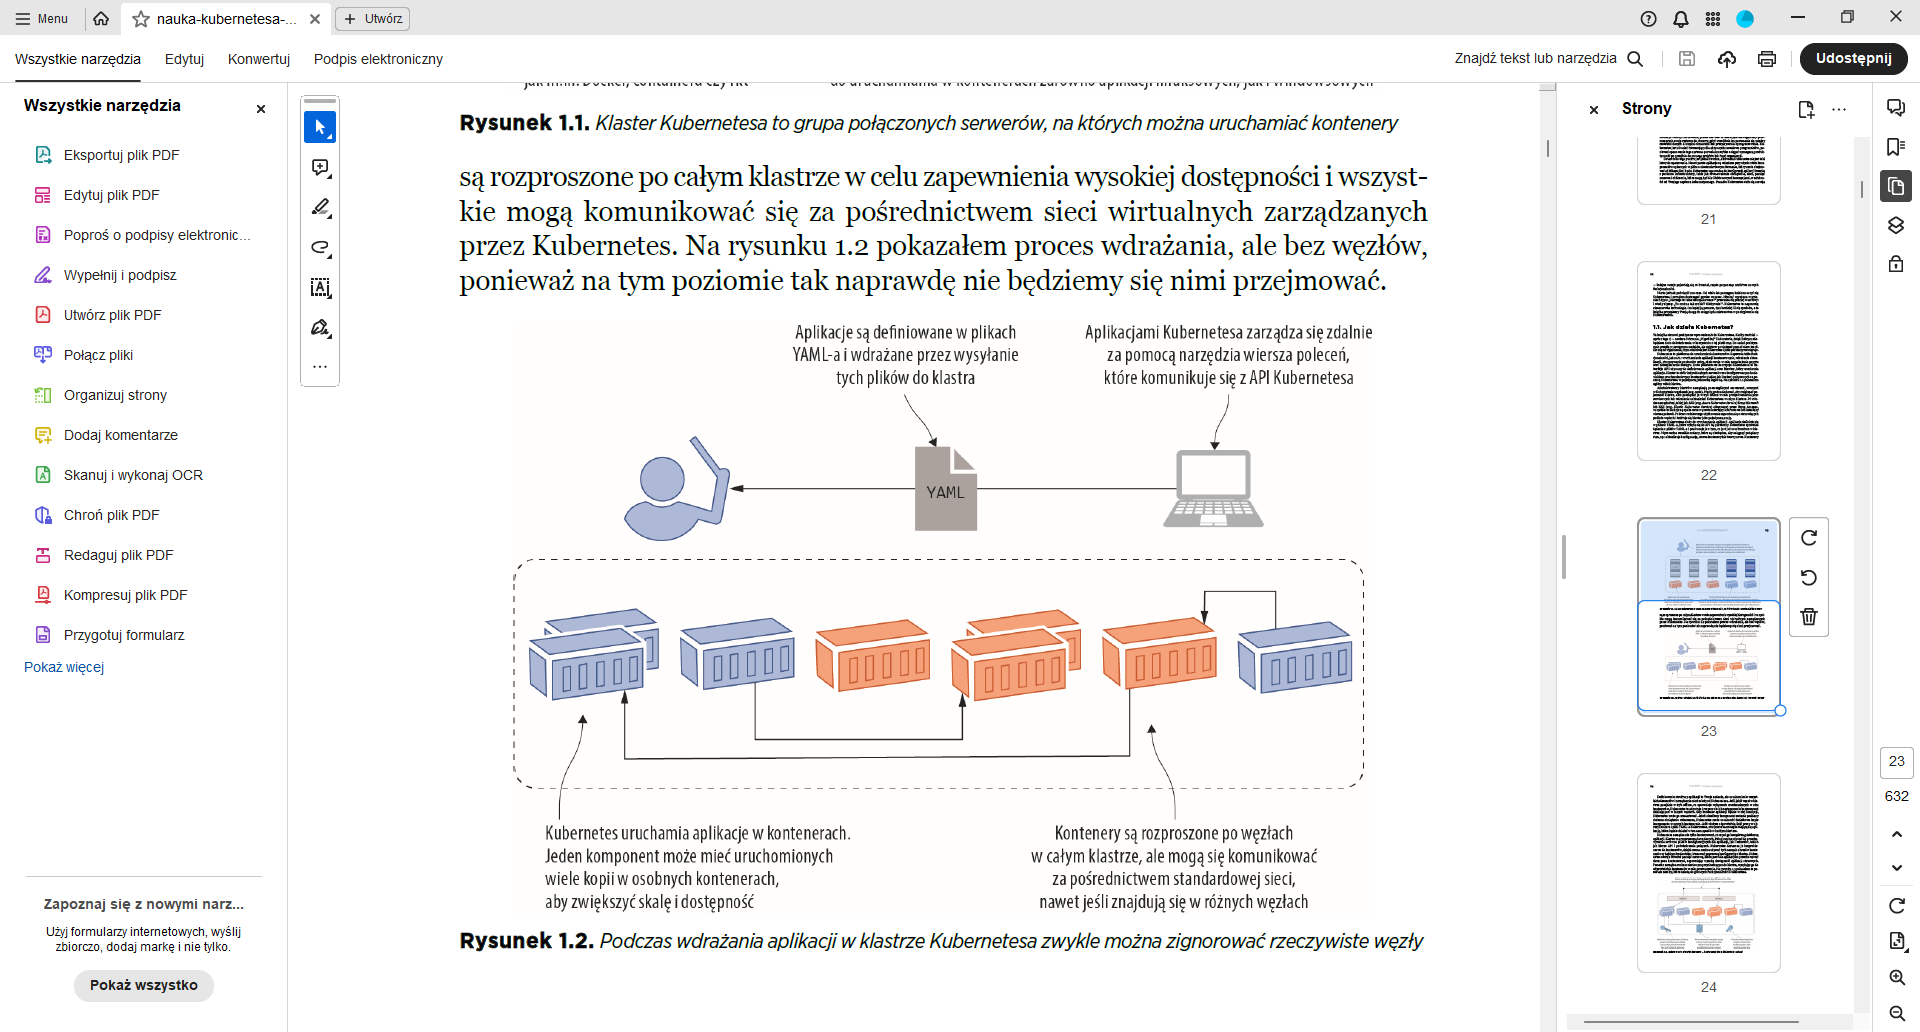 Menu
nauka-kubernetesa-...
Utwórz
Wszystkie narzędzia
Edytuj
Konwertuj
Podpis elektroniczny
Znajdź tekst lub narzędzia
Udostępnij
Wszystkie narzędzia
Eksportuj plik PDF
Edytuj plik PDF
Poproś o podpisy elektronic...
Wypełnij i podpisz
Utwórz plik PDF
Połącz pliki
Organizuj strony
Dodaj komentarze
Skanuj i wykonaj OCR
Chroń plik PDF
Redaguj plik PDF
Kompresuj plik PDF
Przygotuj formularz
Pokaż więcej
Zapoznaj się z nowymi narz...
Użyj formularzy internetowych, wyślij
zbiorczo, dodaj markę i nie tylko.
Pokaż wszystko
Rysunek 1.1. Klaster Kubernetesa to grupa połączonych serwerów, na których można uruchamiać kontenery
są rozproszone po całym klastrze w celu zapewnienia wysokiej dostępności i wszyst-
kie mogą komunikować się za pośrednictwem sieci wirtualnych zarządzanych
przez Kubernetes. Na rysunku 1.2 pokazałem proces wdrażania, ale bez węzłów,
ponieważ na tym poziomie tak naprawdę nie będziemy się nimi przejmować.
Aplikacje są definiowane w plikach
YAML-a i wdrażane przez wysyłanie
tych plików do klastra
Aplikacjami Kubernetesa zarządza się zdalnie
za pomocą narzędzia wiersza poleceń,
które komunikuje się z API Kubernetesa
YAML
Kubernetes uruchamia aplikacje w kontenerach.
Jeden komponent może mieć uruchomionych
wiele kopii w osobnych kontenerach,
aby zwiększyć skalę i dostępność
Kontenery są rozproszone po węzłach
w całym klastrze, ale mogą się komunikować
za pośrednictwem standardowej sieci,
nawet jeśli znajdują się w różnych węzłach
Rysunek 1.2. Podczas wdrażania aplikacji w klastrze Kubernetesa zwykle można zignorować rzeczywiste węzły
Strony
21
1.1. Jak działa Kubernetes?
22
23
24
23
632